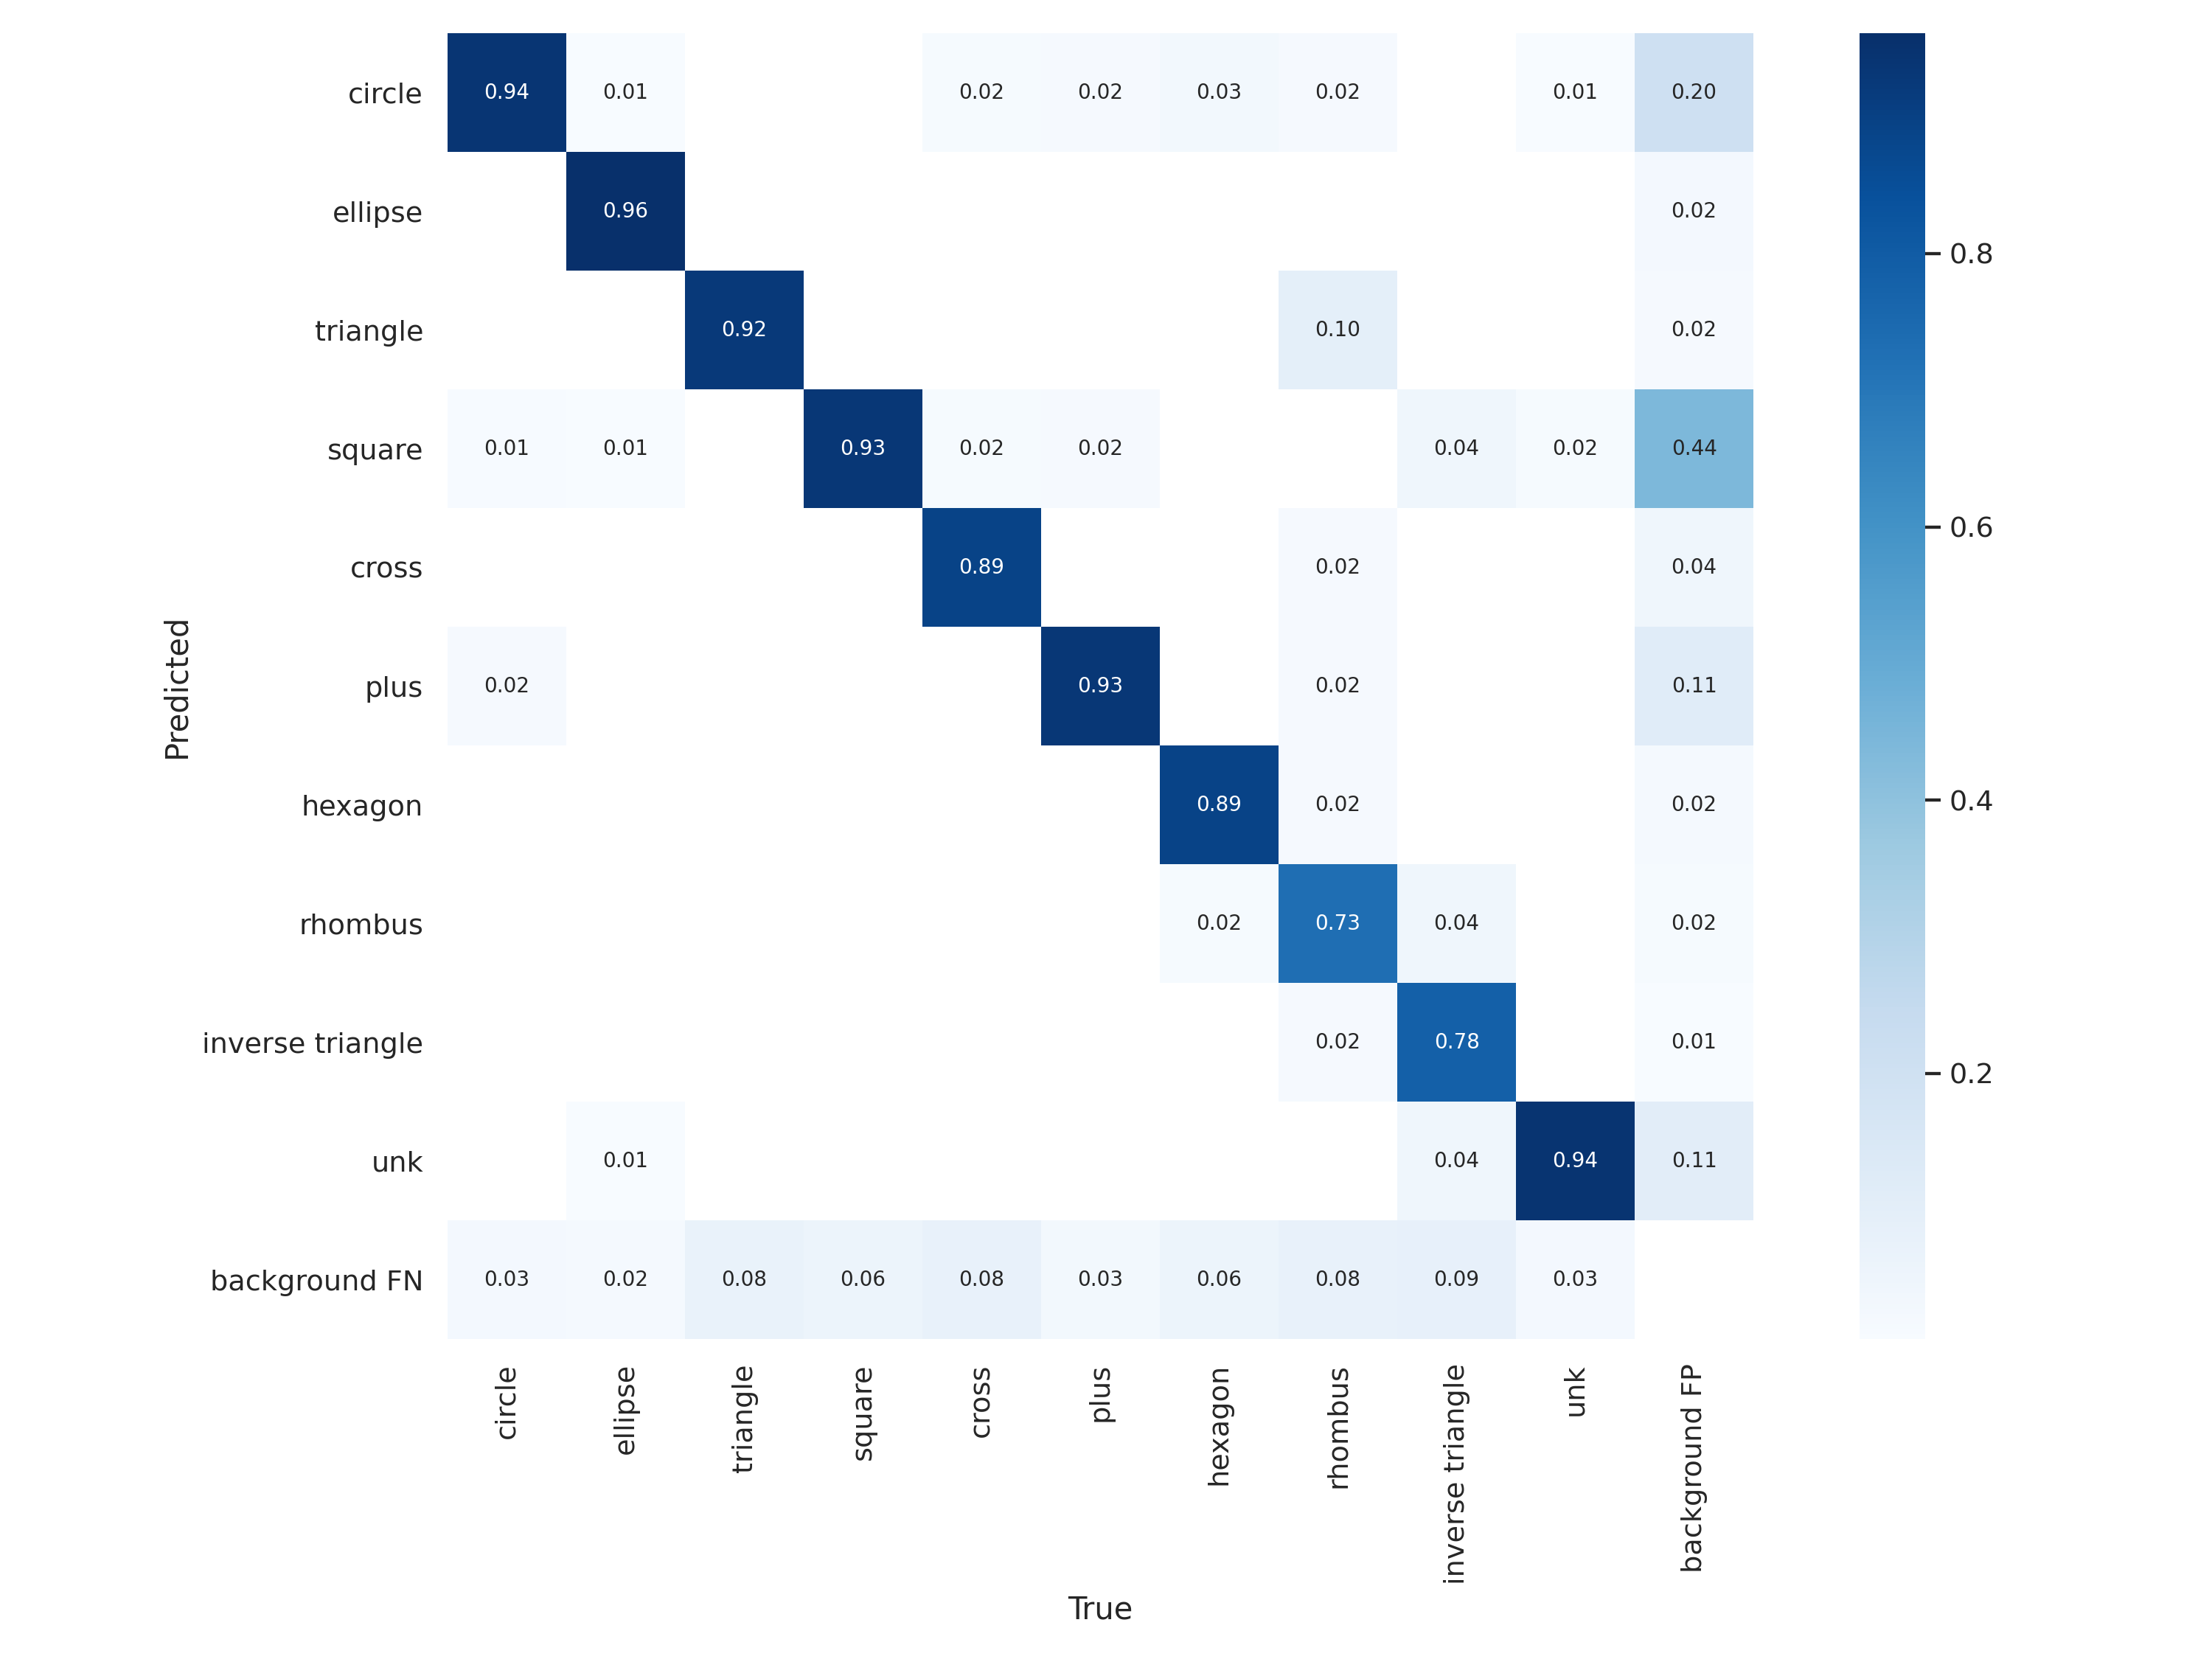 circle 0.94 0.01 0.02 0.02 0.03 0.02 0.01 0.20
ellipse 0.96 0.02
triangle 0.92 0.10 0.02
square 0.01 0.01 0.93 0.02 0.02 0.04 0.02 0.44
cross 0.89 0.02 0.04
plus 0.02 0.93 0.02 0.11
hexagon 0.89 0.02 0.02
rhombus 0.02 0.73 0.04 0.02
inverse triangle 0.02 0.78 0.01
unk 0.01 0.04 0.94 0.11
background FN 0.03 0.02 0.08 0.06 0.08 0.03 0.06 0.08 0.09 0.03
Predicted
circle
ellipse
triangle
square
cross
plus
hexagon
rhombus
inverse triangle
unk
background FP
True
0.8
0.6
0.4
0.2